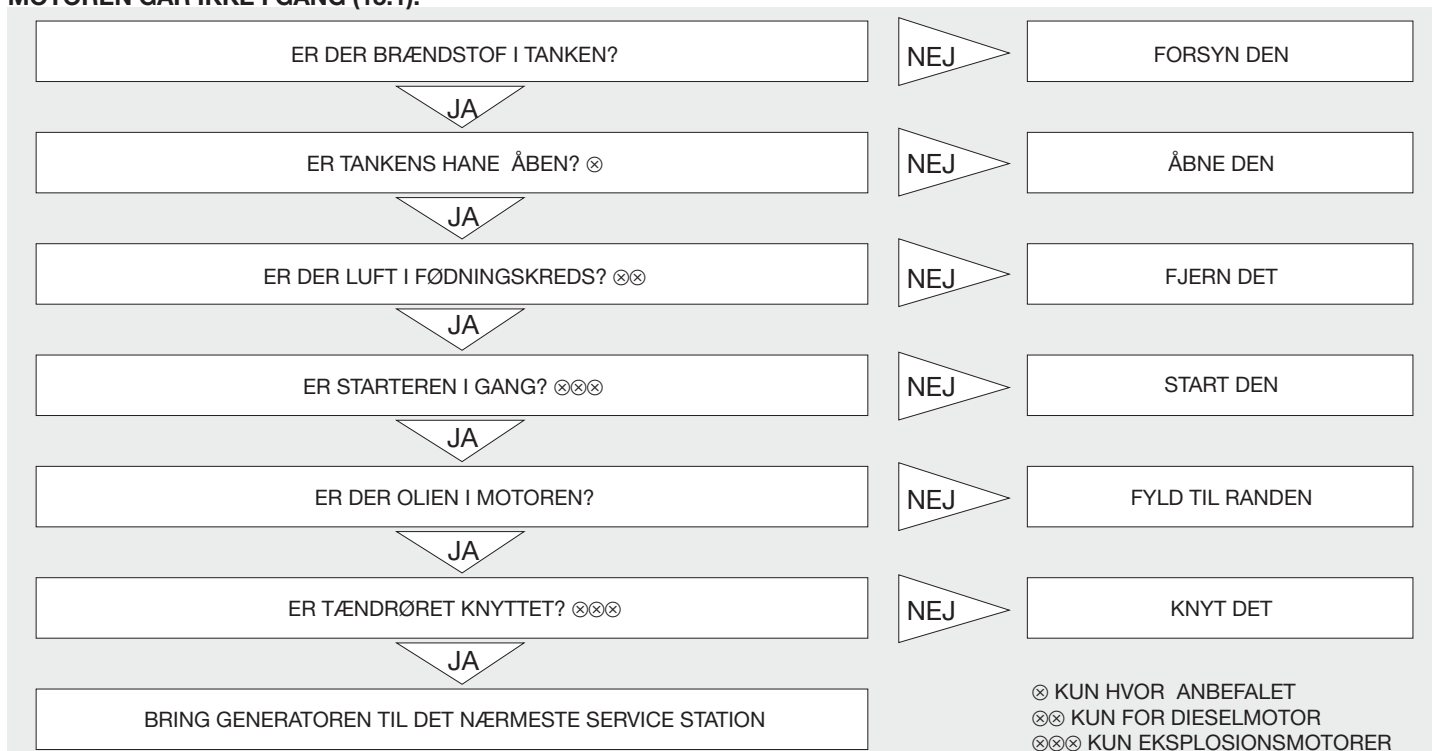 MOTOREN GÅR IKKE I GANG (15.1):
ER DER BRÆNDSTOF I TANKEN?
NEJ
FORSYN DEN
JA
ER TANKENS HANE ÅBEN? ⊗
NEJ
ÅBNE DEN
JA
ER DER LUFT I FØDNINGSKREDS? ⊗⊗
NEJ
FJERN DET
JA
ER STARTEREN I GANG? ⊗⊗⊗
NEJ
START DEN
JA
ER DER OLIEN I MOTOREN?
NEJ
FYLD TIL RANDEN
JA
ER TÆNDRØRET KNYTTET? ⊗⊗⊗
NEJ
KNYT DET
JA
BRING GENERATOREN TIL DET NÆRMESTE SERVICE STATION
⊗ KUN HVOR ANBEFALET
⊗⊗ KUN FOR DIESELMOTOR
⊗⊗⊗ KUN EKSPLOSIONSMOTORER